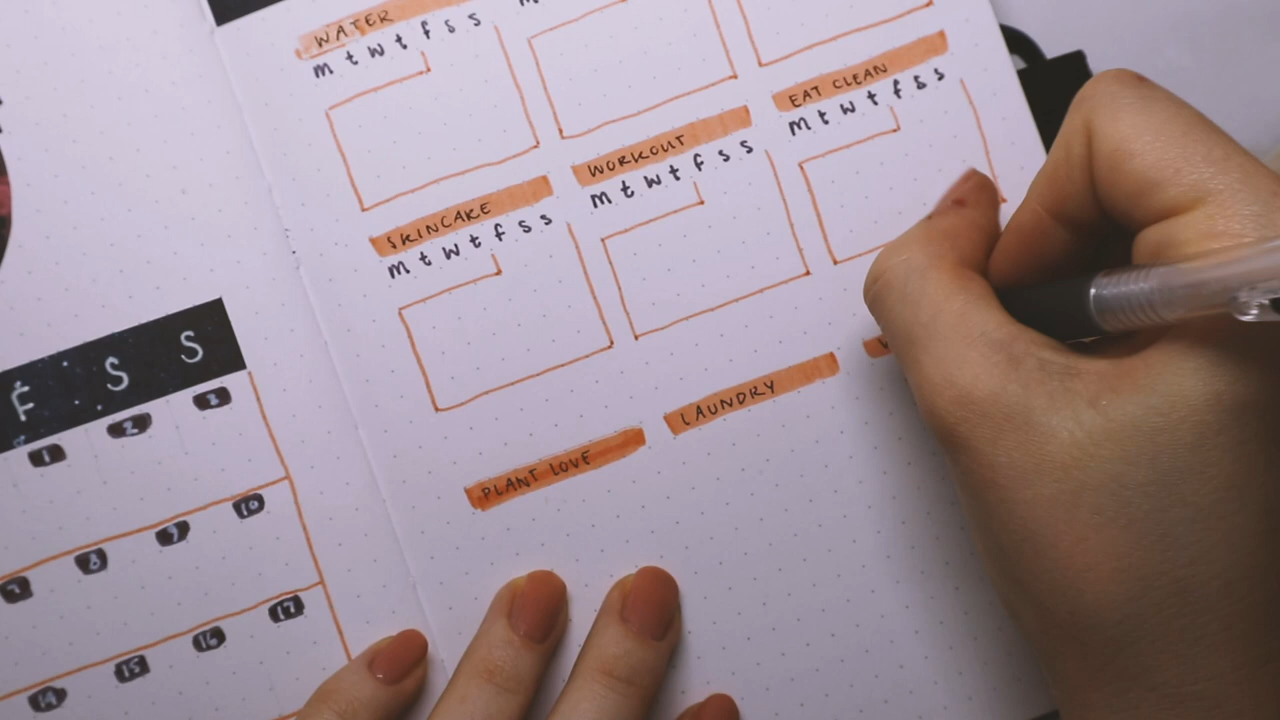 WATER
m t w t f s s
EAT CLEAN
m t w t f s s
WORKOUT
m t w t f s s
SKINCARE
m t w t f s s
LAUNDRY
PLANT LOVE
F S S
1 2 3
7 8 9 10
14 15 16 17